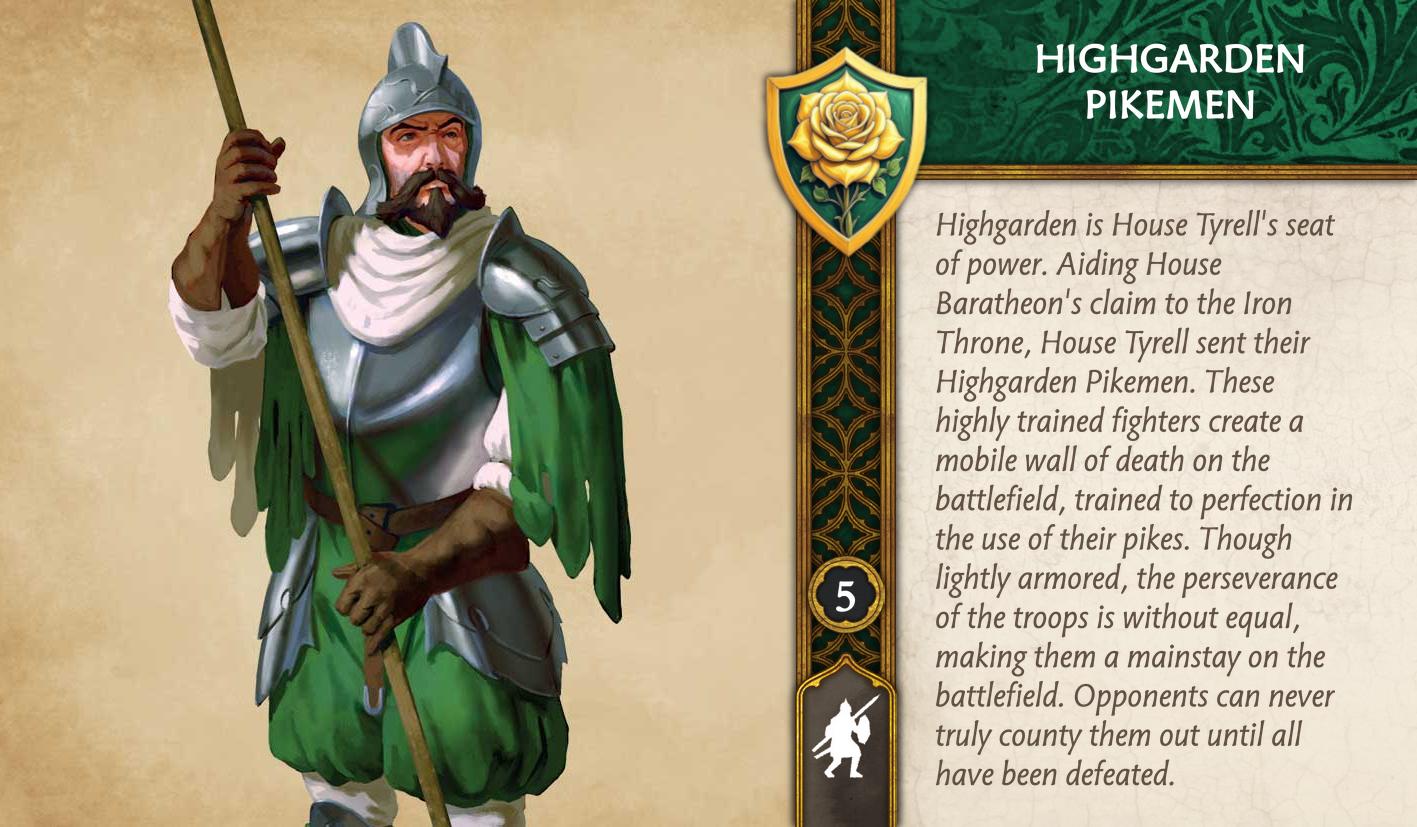 HIGHGARDEN
PIKEMEN
Highgarden is House Tyrell's seat
of power. Aiding House
Baratheon's claim to the Iron
Throne, House Tyrell sent their
Highgarden Pikemen. These
highly trained fighters create a
mobile wall of death on the
battlefield, trained to perfection in
the use of their pikes. Though
lightly armored, the perseverance
of the troops is without equal,
making them a mainstay on the
battlefield. Opponents can never
truly county them out until all
have been defeated.
5